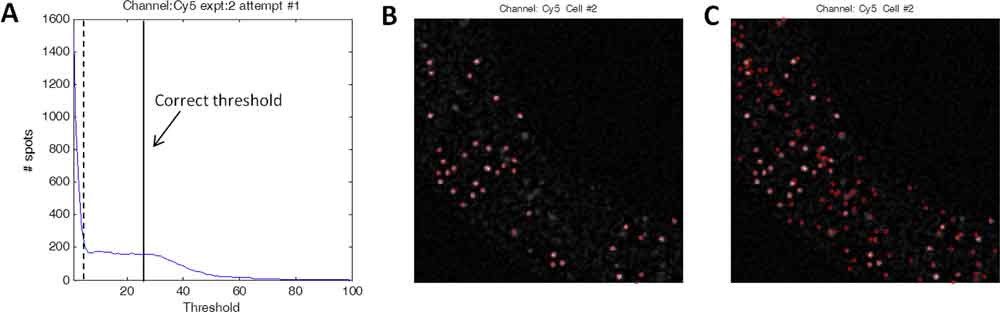 A
Channel:Cy5 expt:2 attempt #1
1600
1400
1200
1000
800
600
400
200
0
# spots
Correct threshold
20
40
60
80
100
Threshold
B
Channel: Cy5 Cell #2
C
Channel: Cy5 Cell #2